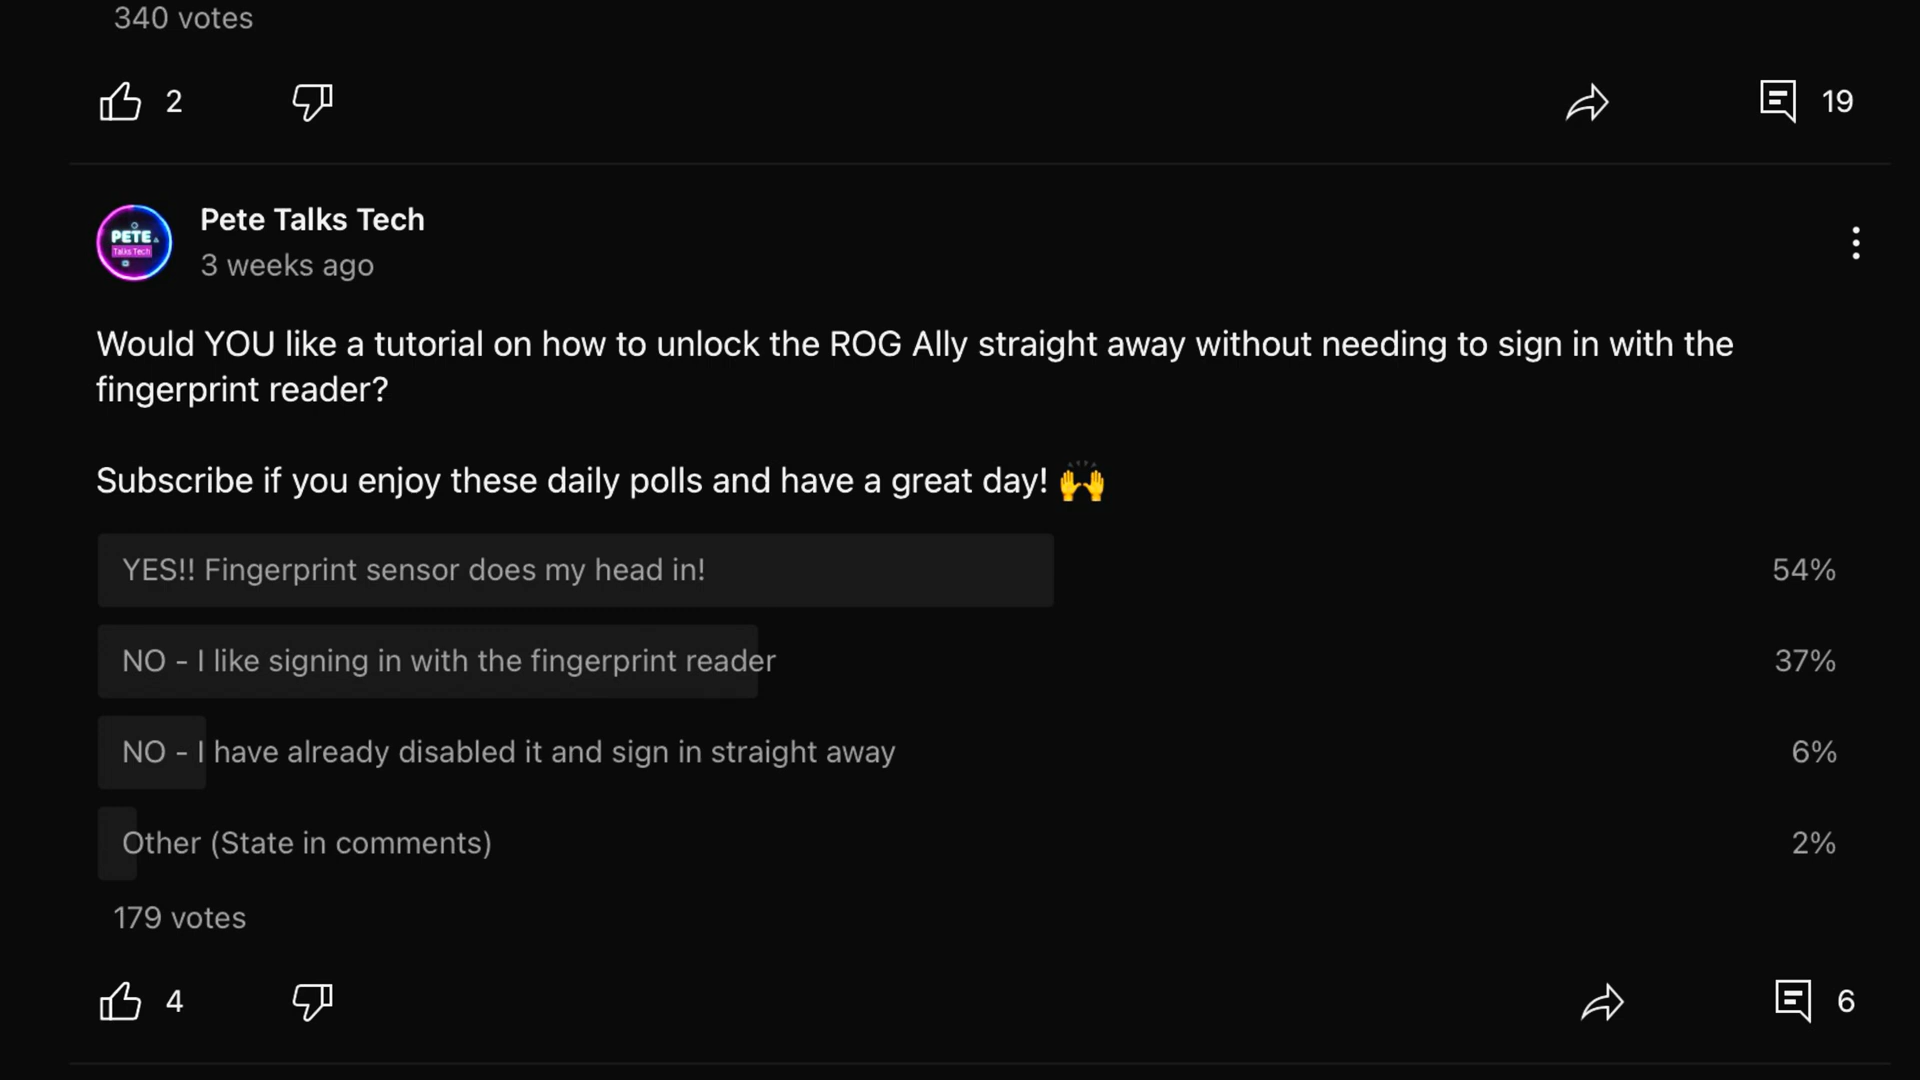 340 votes
2
19
PETE
Talks Tech
Pete Talks Tech
3 weeks ago
Would YOU like a tutorial on how to unlock the ROG Ally straight away without needing to sign in with the
fingerprint reader?
Subscribe if you enjoy these daily polls and have a great day! 🙌
YES!! Fingerprint sensor does my head in!
54%
NO - I like signing in with the fingerprint reader
37%
NO - I have already disabled it and sign in straight away
6%
Other (State in comments)
2%
179 votes
4
6